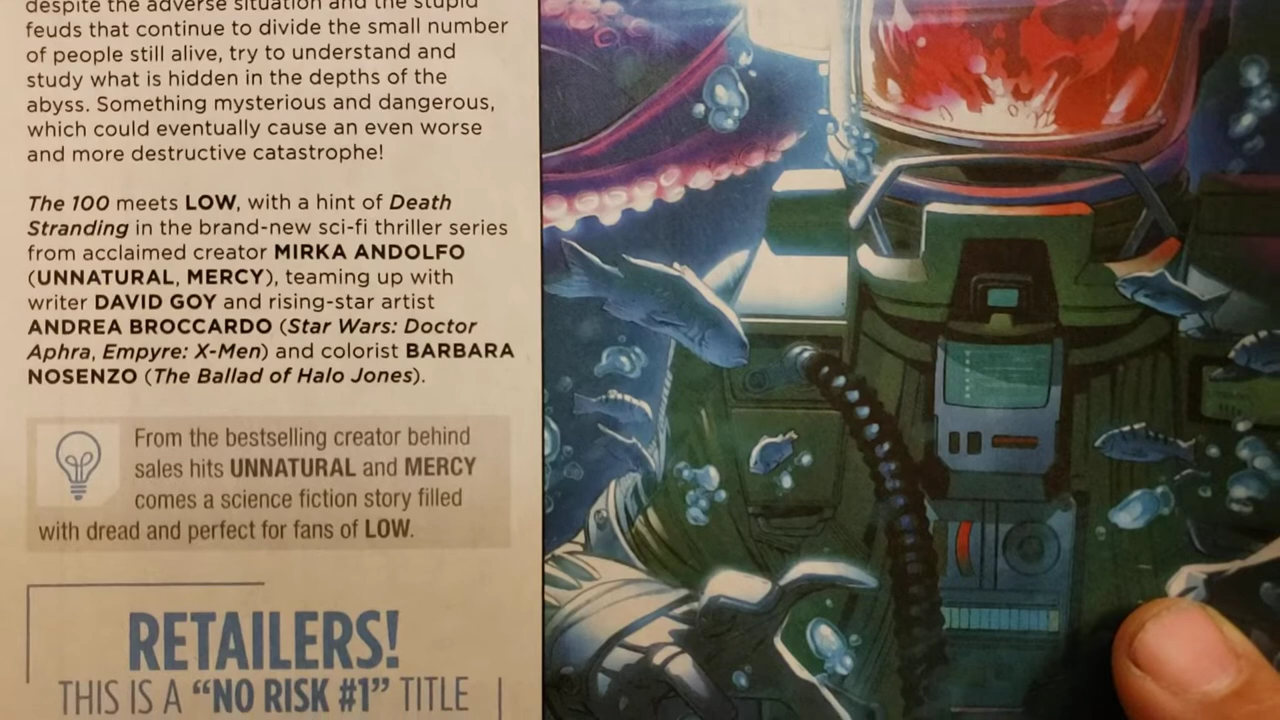 despite the adverse situation and the stupid
feuds that continue to divide the small number
of people still alive, try to understand and
study what is hidden in the depths of the
abyss. Something mysterious and dangerous,
which could eventually cause an even worse
and more destructive catastrophe!
The 100 meets LOW, with a hint of Death
Stranding in the brand-new sci-fi thriller series
from acclaimed creator MIRKA ANDOLFO
(UNNATURAL, MERCY), teaming up with
writer DAVID GOY and rising-star artist
ANDREA BROCCARDO (Star Wars: Doctor
Aphra, Empyre: X-Men) and colorist BARBARA
NOSENZO (The Ballad of Halo Jones).
From the bestselling creator behind
sales hits UNNATURAL and MERCY
comes a science fiction story filled
with dread and perfect for fans of LOW.
RETAILERS!
THIS IS A “NO RISK #1” TITLE